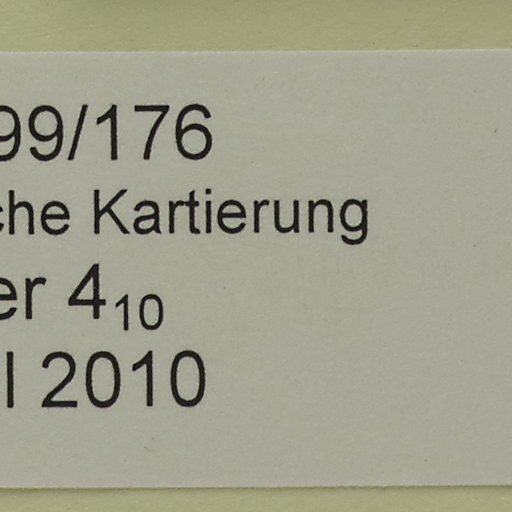 99/176
che Kartierung
er 4₁₀
l 2010